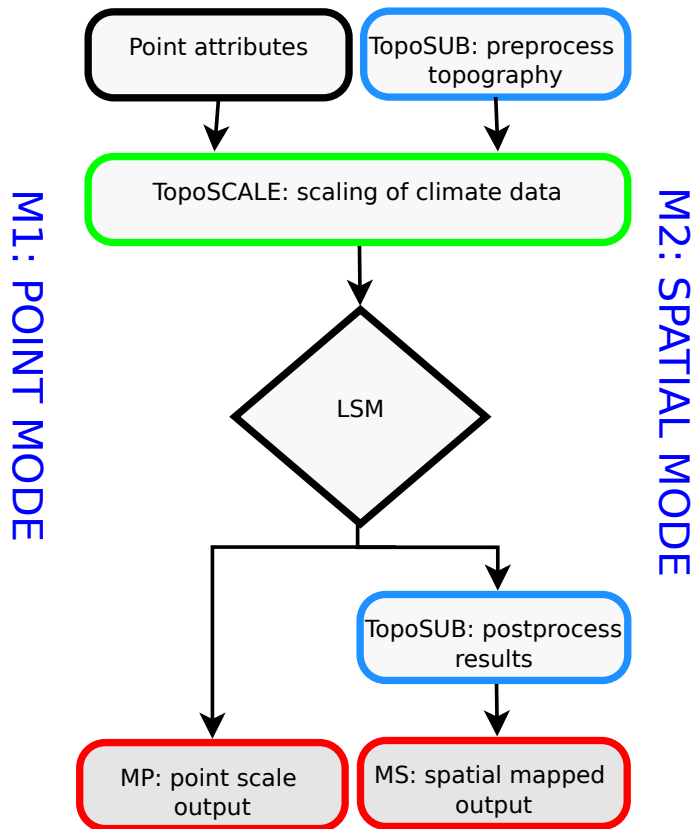 Point attributes
TopoSUB: preprocess
topography
TopoSCALE: scaling of climate data
M1: POINT MODE
M2: SPATIAL MODE
LSM
TopoSUB: postprocess
results
MP: point scale
output
MS: spatial mapped
output